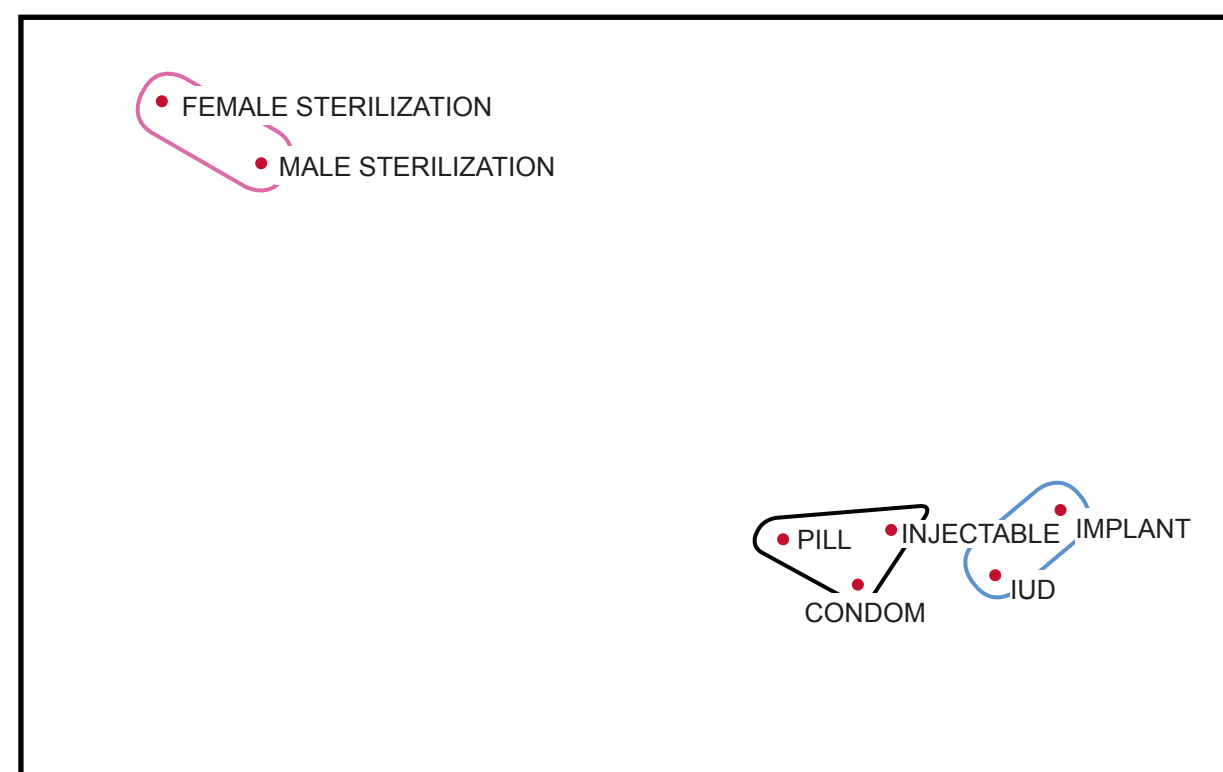 FEMALE STERILIZATION
MALE STERILIZATION
PILL
INJECTABLE
IMPLANT
IUD
CONDOM